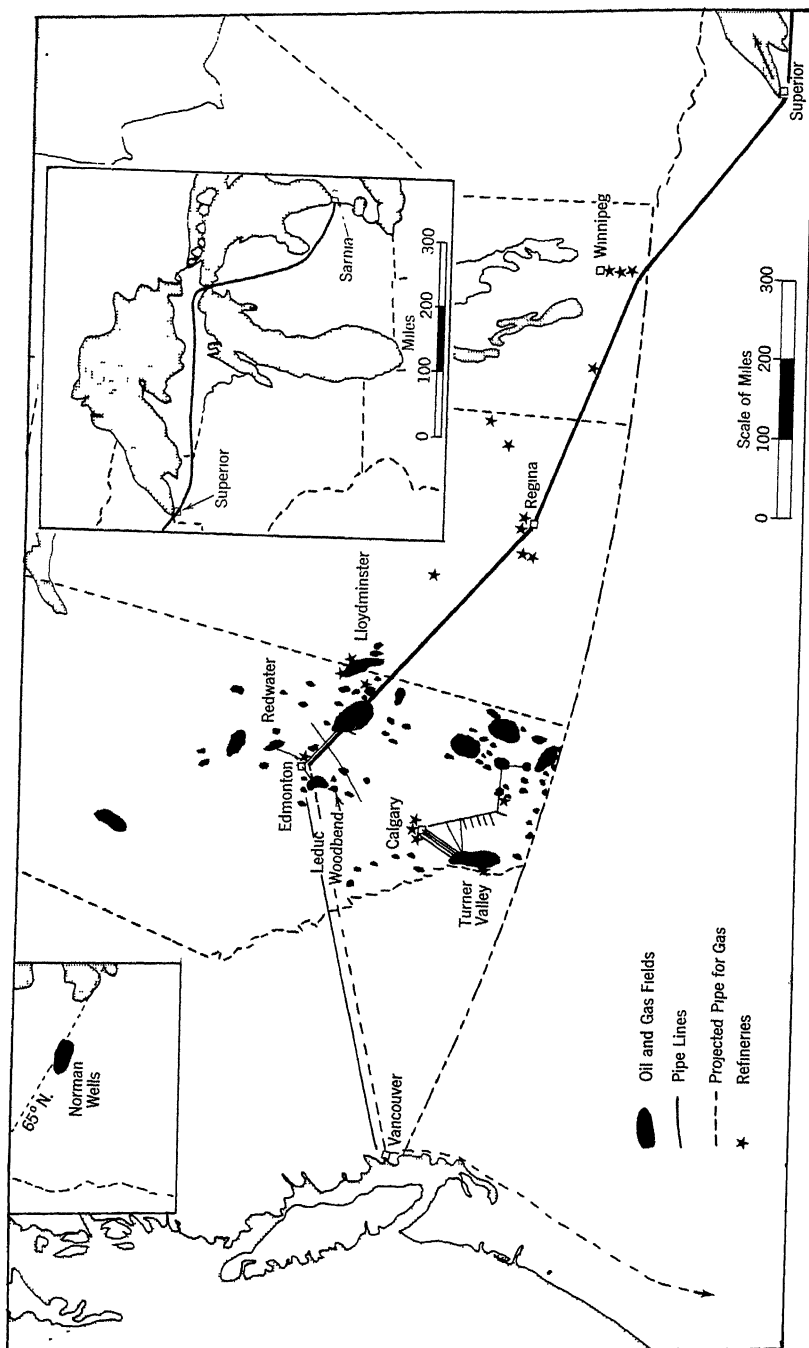 65° N.
Norman
Wells
Vancouver
Edmonton
Redwater
Leduc
Woodbend
Lloydminster
Calgary
Turner
Valley
Regina
Winnipeg
Superior
Superior
Sarnia
Miles
0 100 200 300
Oil and Gas Fields
Pipe Lines
Projected Pipe for Gas
Refineries
Scale of Miles
0 100 200 300